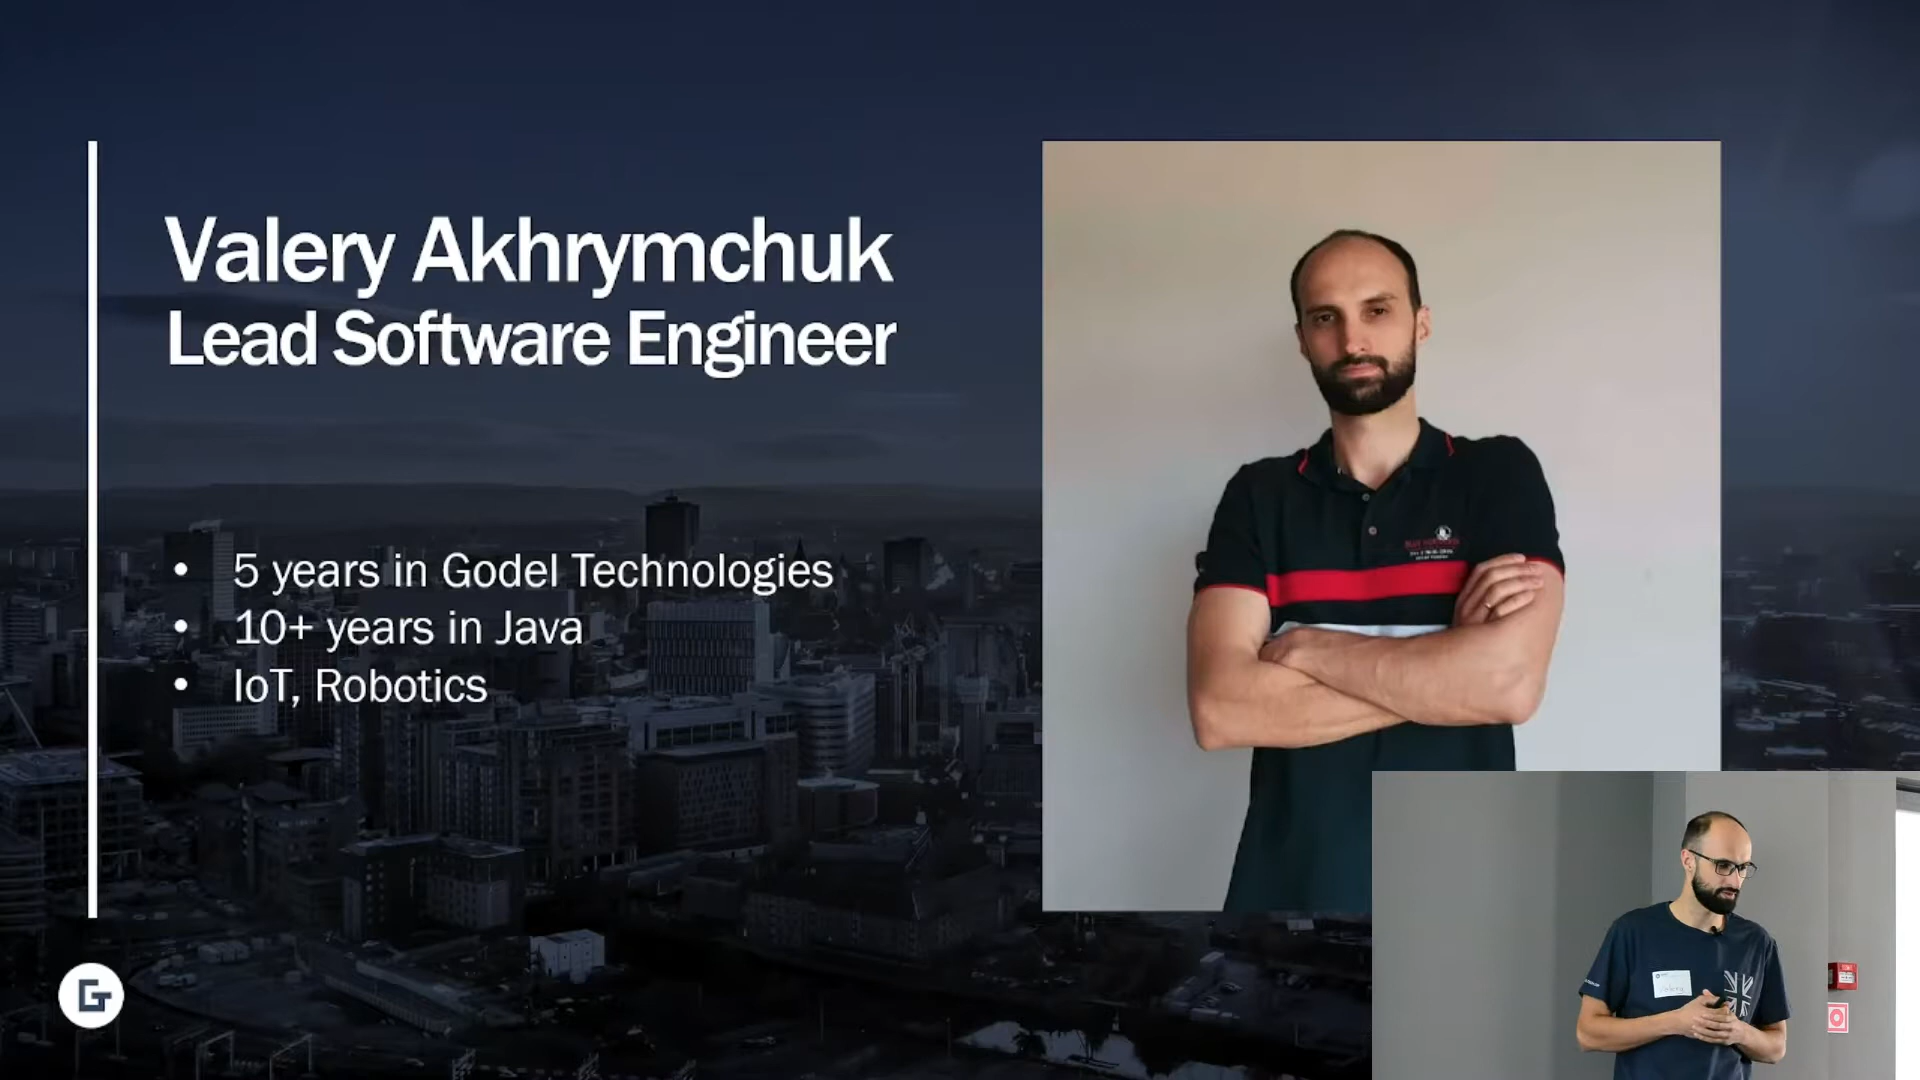 Valery Akhrymchuk
Lead Software Engineer
• 5 years in Godel Technologies
• 10+ years in Java
• IoT, Robotics